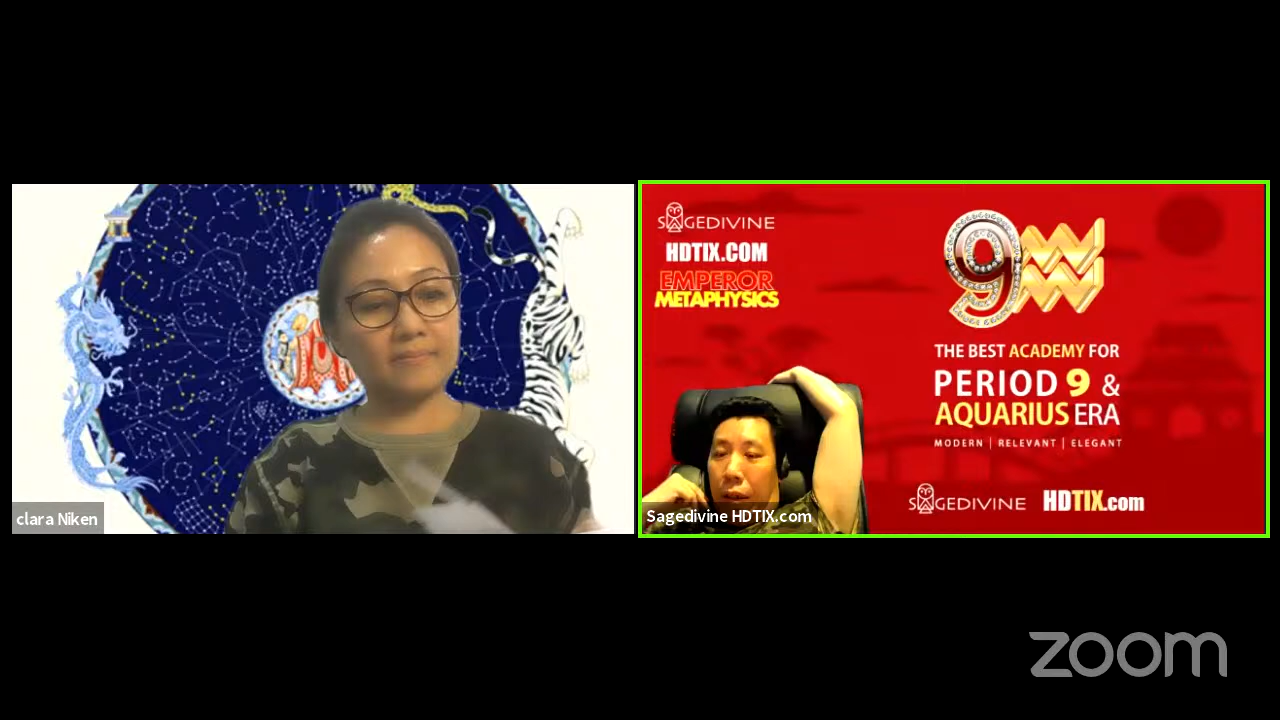 clara Niken
SAGEDIVINE
HDTIX.COM
EMPEROR
METAPHYSICS
9
THE BEST ACADEMY FOR
PERIOD 9 &
AQUARIUS ERA
MODERN | RELEVANT | ELEGANT
SAGEDIVINE HDTIX.com
Sagedivine HDTIX.com
zoom